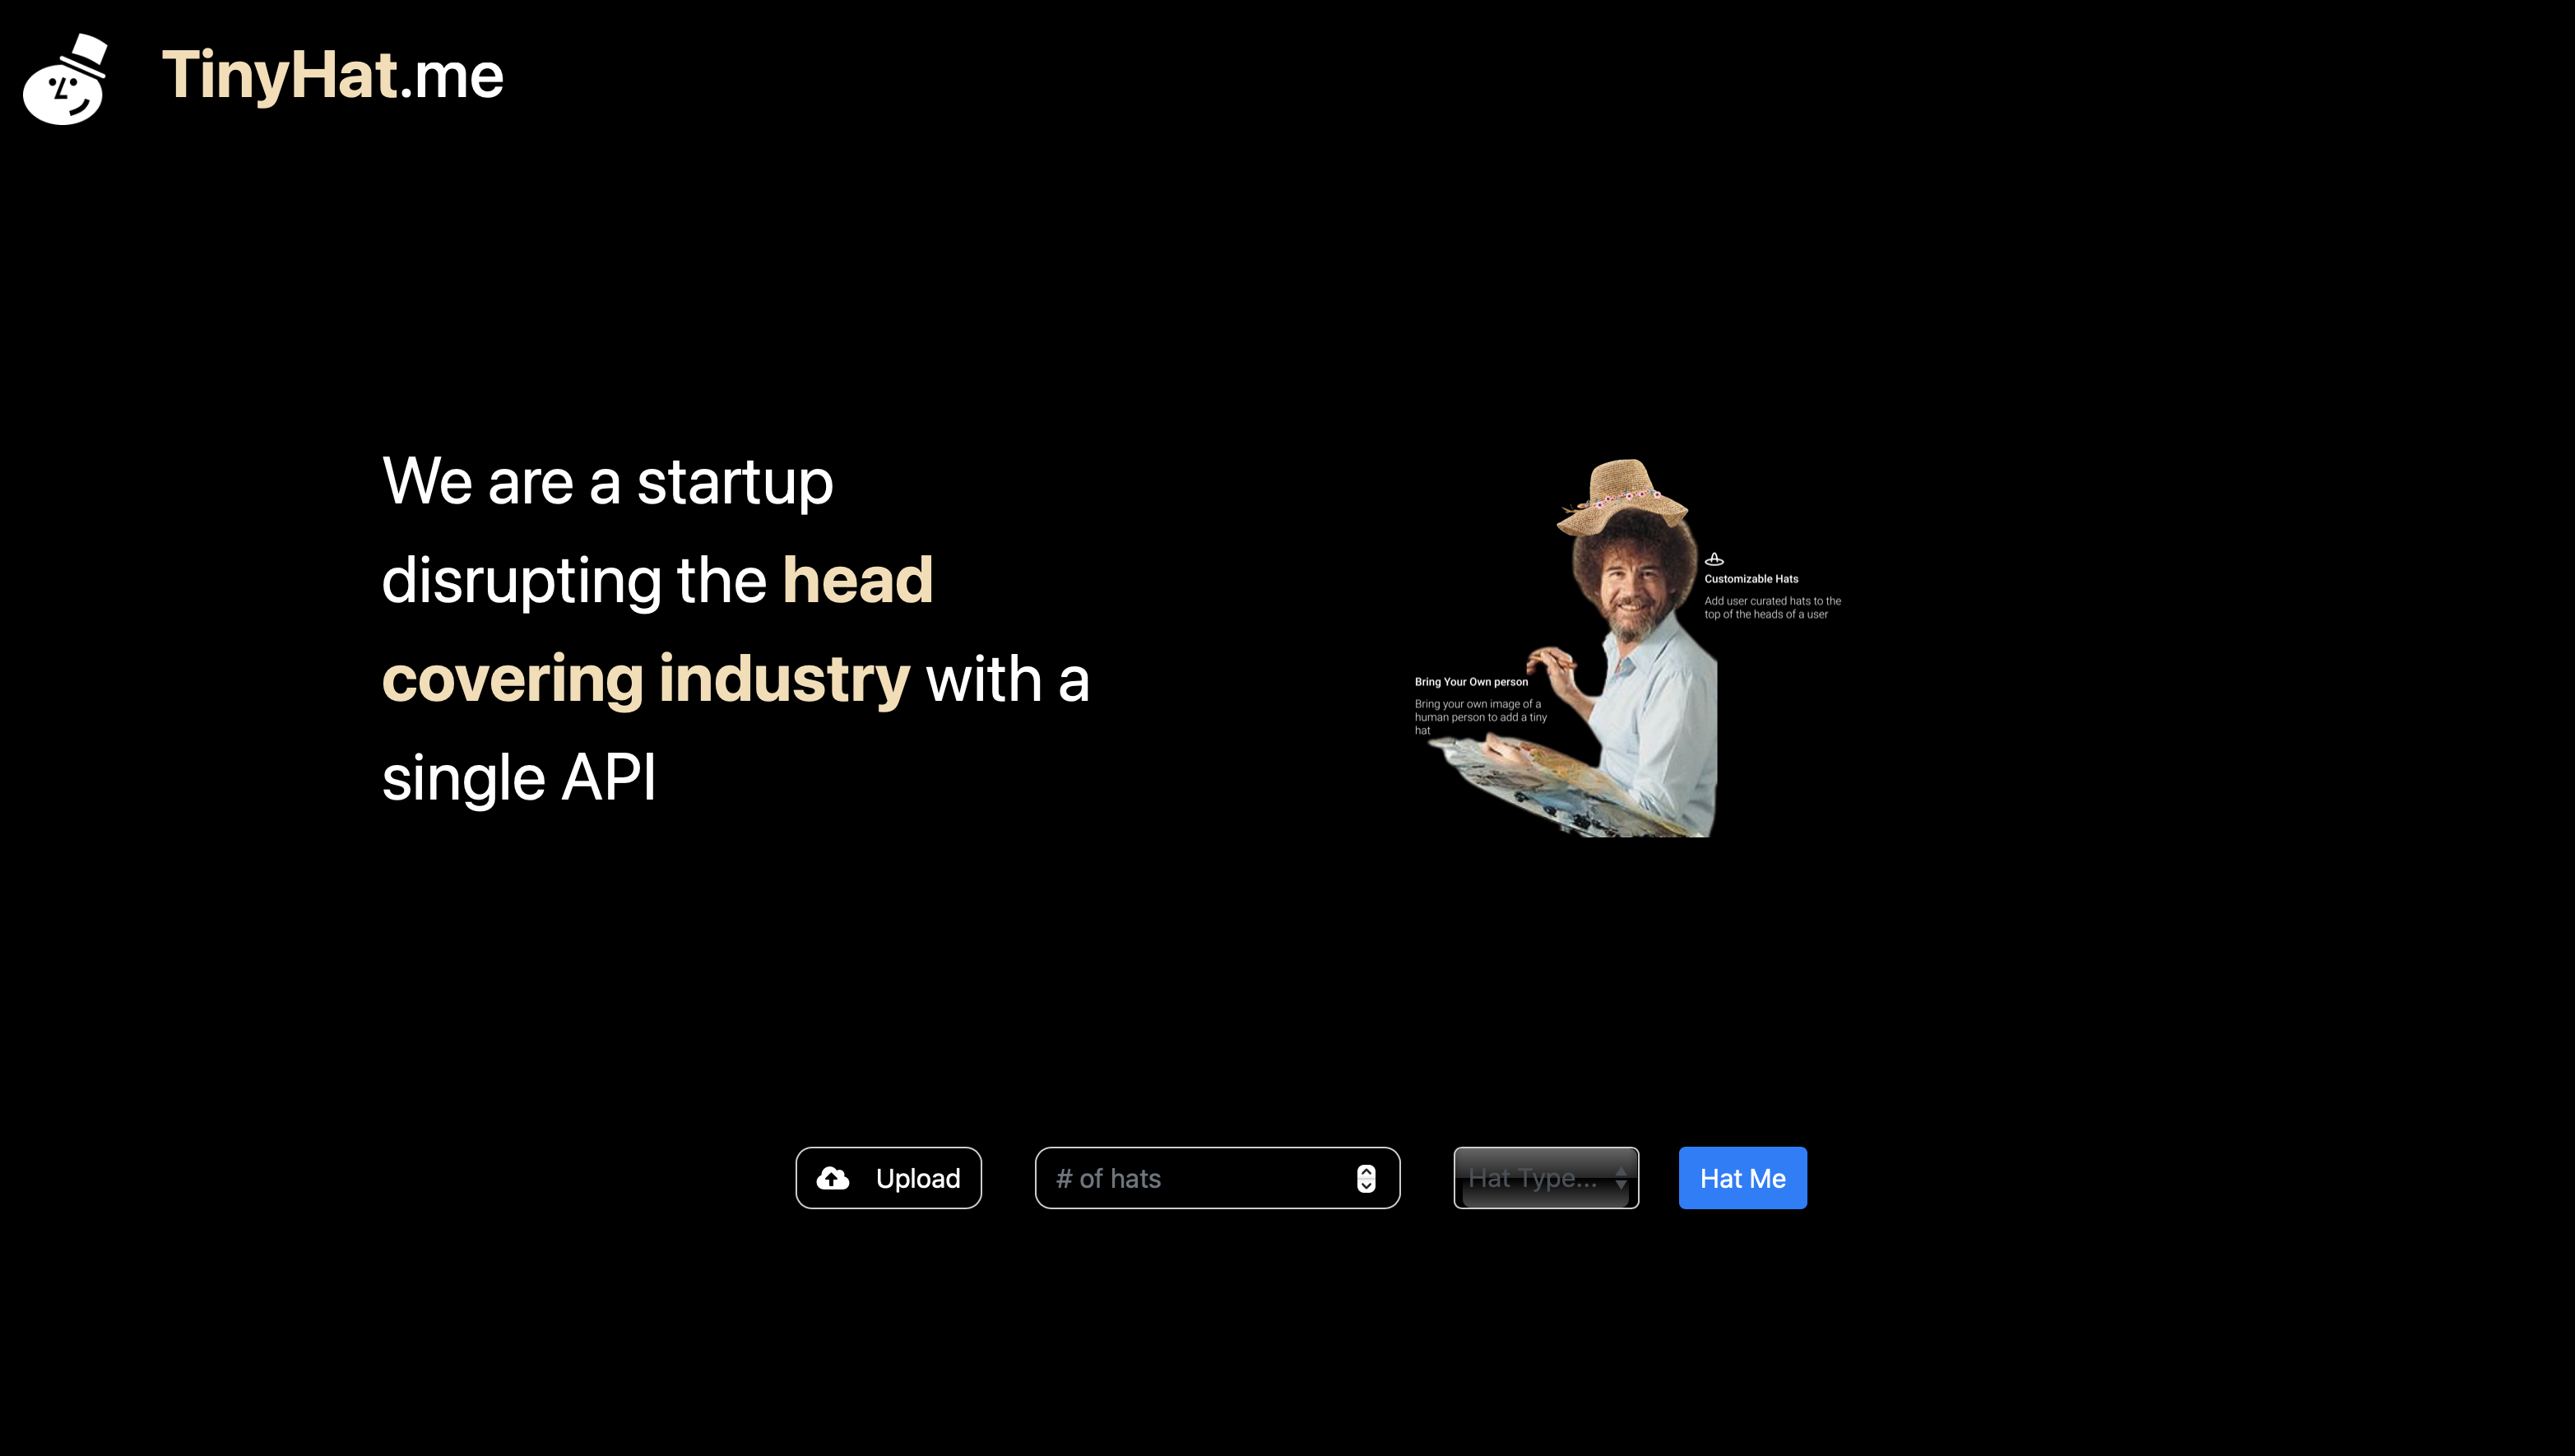 TinyHat.me
We are a startup
disrupting the head
covering industry with a
single API
Customizable Hats
Add user curated hats to the
top of the heads of a user
Bring Your Own person
Bring your own image of a
human person to add a tiny
hat
Upload
# of hats
Hat Type...
Hat Me